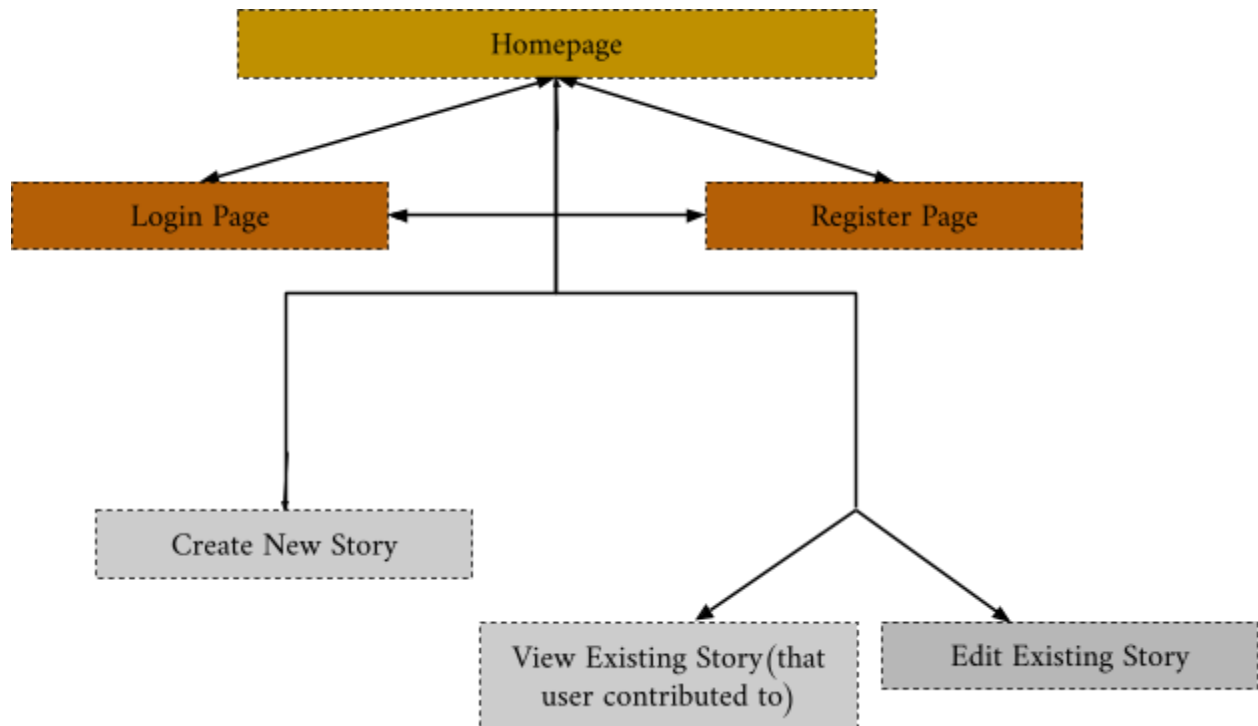 Homepage
Login Page
Register Page
Create New Story
View Existing Story(that
user contributed to)
Edit Existing Story